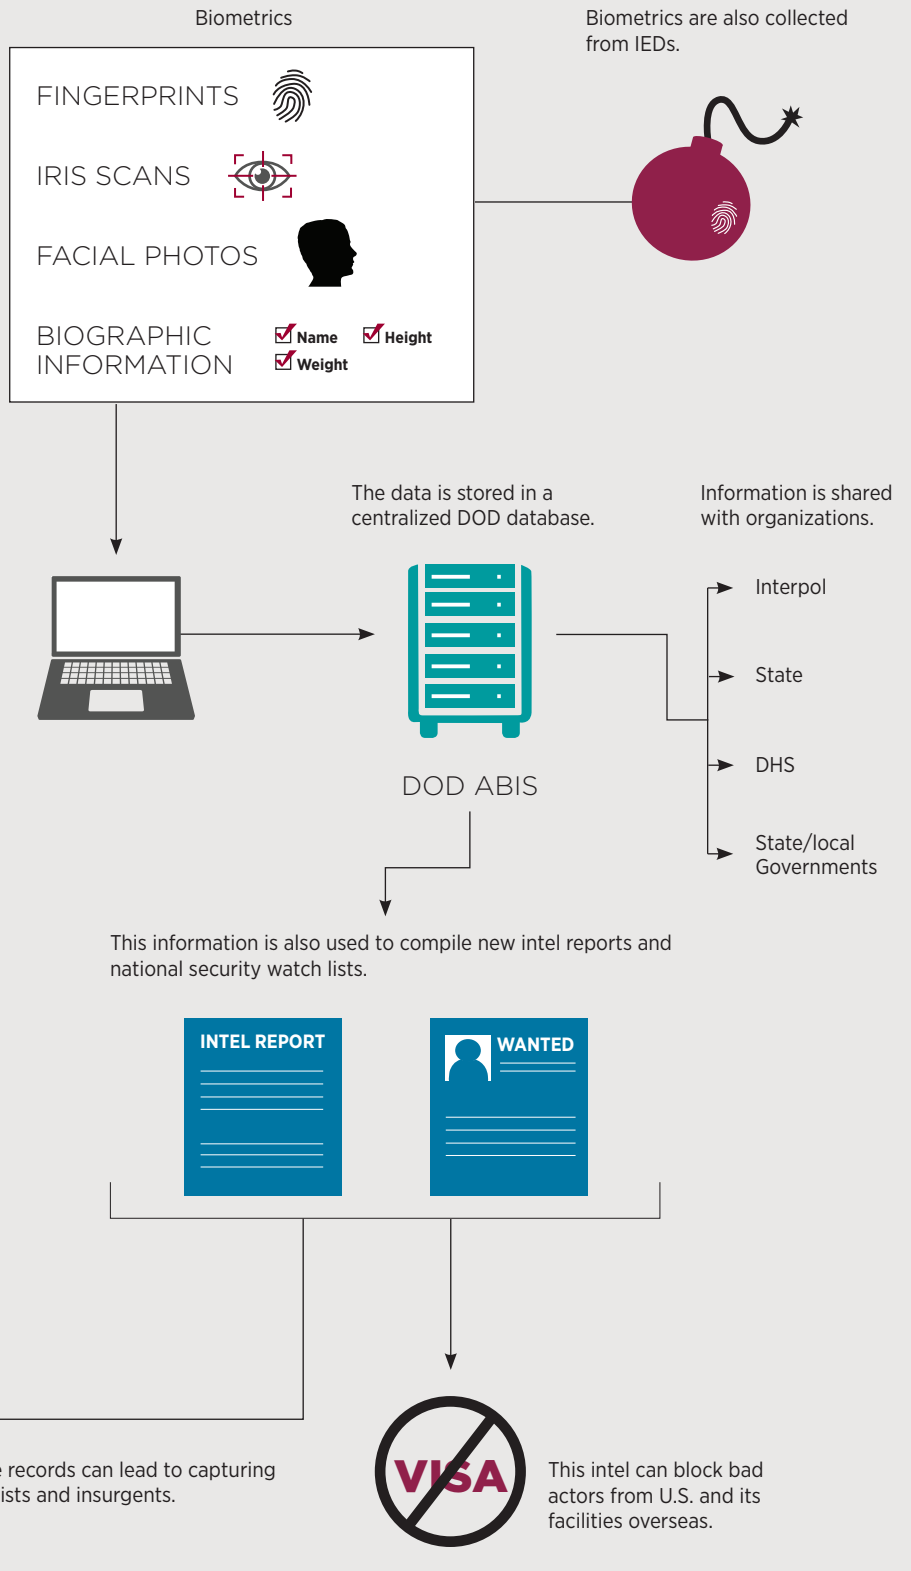 Biometrics
Biometrics are also collected
from IEDs.
FINGERPRINTS
IRIS SCANS
FACIAL PHOTOS
BIOGRAPHIC
INFORMATION
Name
Height
Weight
The data is stored in a
centralized DOD database.
Information is shared
with organizations.
Interpol
State
DHS
State/local
Governments
DOD ABIS
This information is also used to compile new intel reports and
national security watch lists.
INTEL REPORT
WANTED
records can lead to capturing
and insurgents.
VISA
This intel can block bad
actors from U.S. and its
facilities overseas.